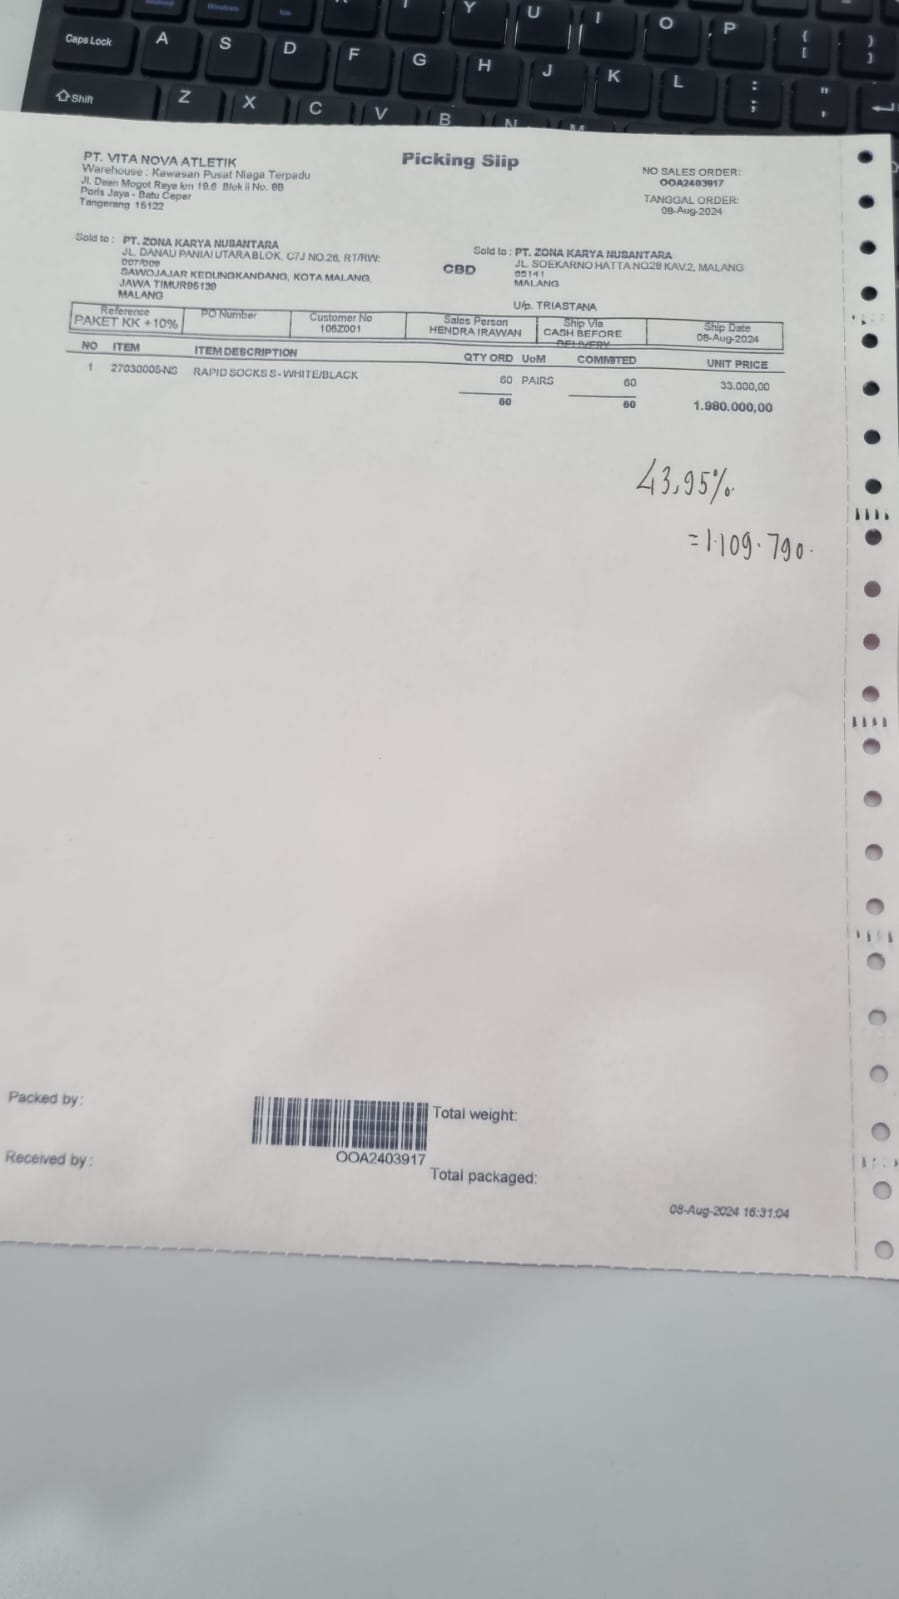 Caps Lock A S D F G H J K L : ; " '
Shift Z X C V B N M
Y U I O P { [ } ]
PT. VITA NOVA ATLETIK
Warehouse : Kawasan Pusat Niaga Terpadu
Jl. Daan Mogot Raya km 19.6 Blok ii No. 8B
Poris Jaya - Batu Ceper
Tangerang 15122
Picking Slip
NO SALES ORDER:
OOA2403917
TANGGAL ORDER:
08-Aug-2024
Sold to : PT. ZONA KARYA NUSANTARA
JL. DANAU PANIAI UTARA BLOK. C7J NO.26, RT/RW:
007/009
SAWOJAJAR KEDUNGKANDANG, KOTA MALANG,
JAWA TIMUR
MALANG
CBD
Sold to : PT. ZONA KARYA NUSANTARA
JL. SOEKARNO HATTA NO28 KAV.2, MALANG
65141
MALANG
U/p. TRIASTANA
Reference PO Number Customer No Sales Person Ship Via Ship Date
PAKET KK +10% 106Z001 HENDRA IRAWAN CASH BEFORE DELIVERY 08-Aug-2024
NO ITEM ITEM DESCRIPTION QTY ORD UoM COMMITED UNIT PRICE
1 27030005-NS RAPID SOCKS S - WHITE/BLACK 60 PAIRS 60 33.000,00
60 60 1.980.000,00
43,95%
=1.109.790.
Packed by:
Total weight:
OOA2403917
Received by:
Total packaged:
08-Aug-2024 16:31:04